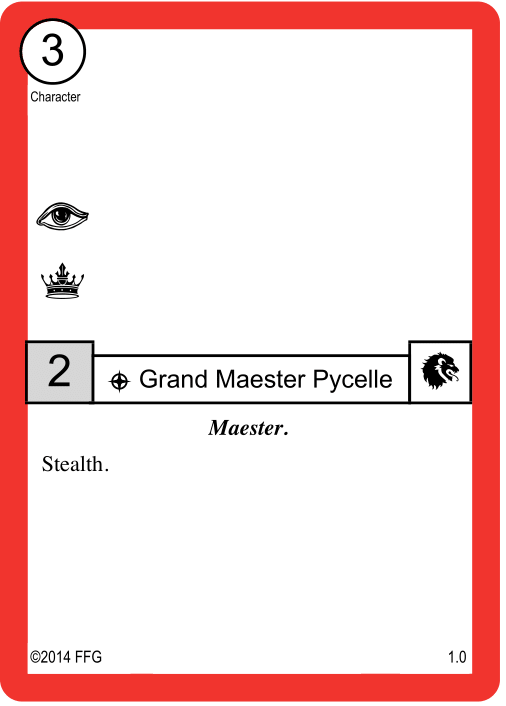 3
Character
2
Grand Maester Pycelle
Maester.
Stealth.
©2014 FFG
1.0